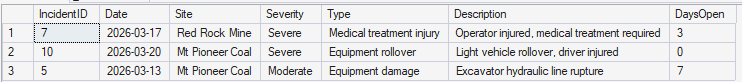 IncidentID Date Site Severity Type Description DaysOpen
1 7 2026-03-17 Red Rock Mine Severe Medical treatment injury Operator injured, medical treatment required 3
2 10 2026-03-20 Mt Pioneer Coal Severe Equipment rollover Light vehicle rollover, driver injured 0
3 5 2026-03-13 Mt Pioneer Coal Moderate Equipment damage Excavator hydraulic line rupture 7